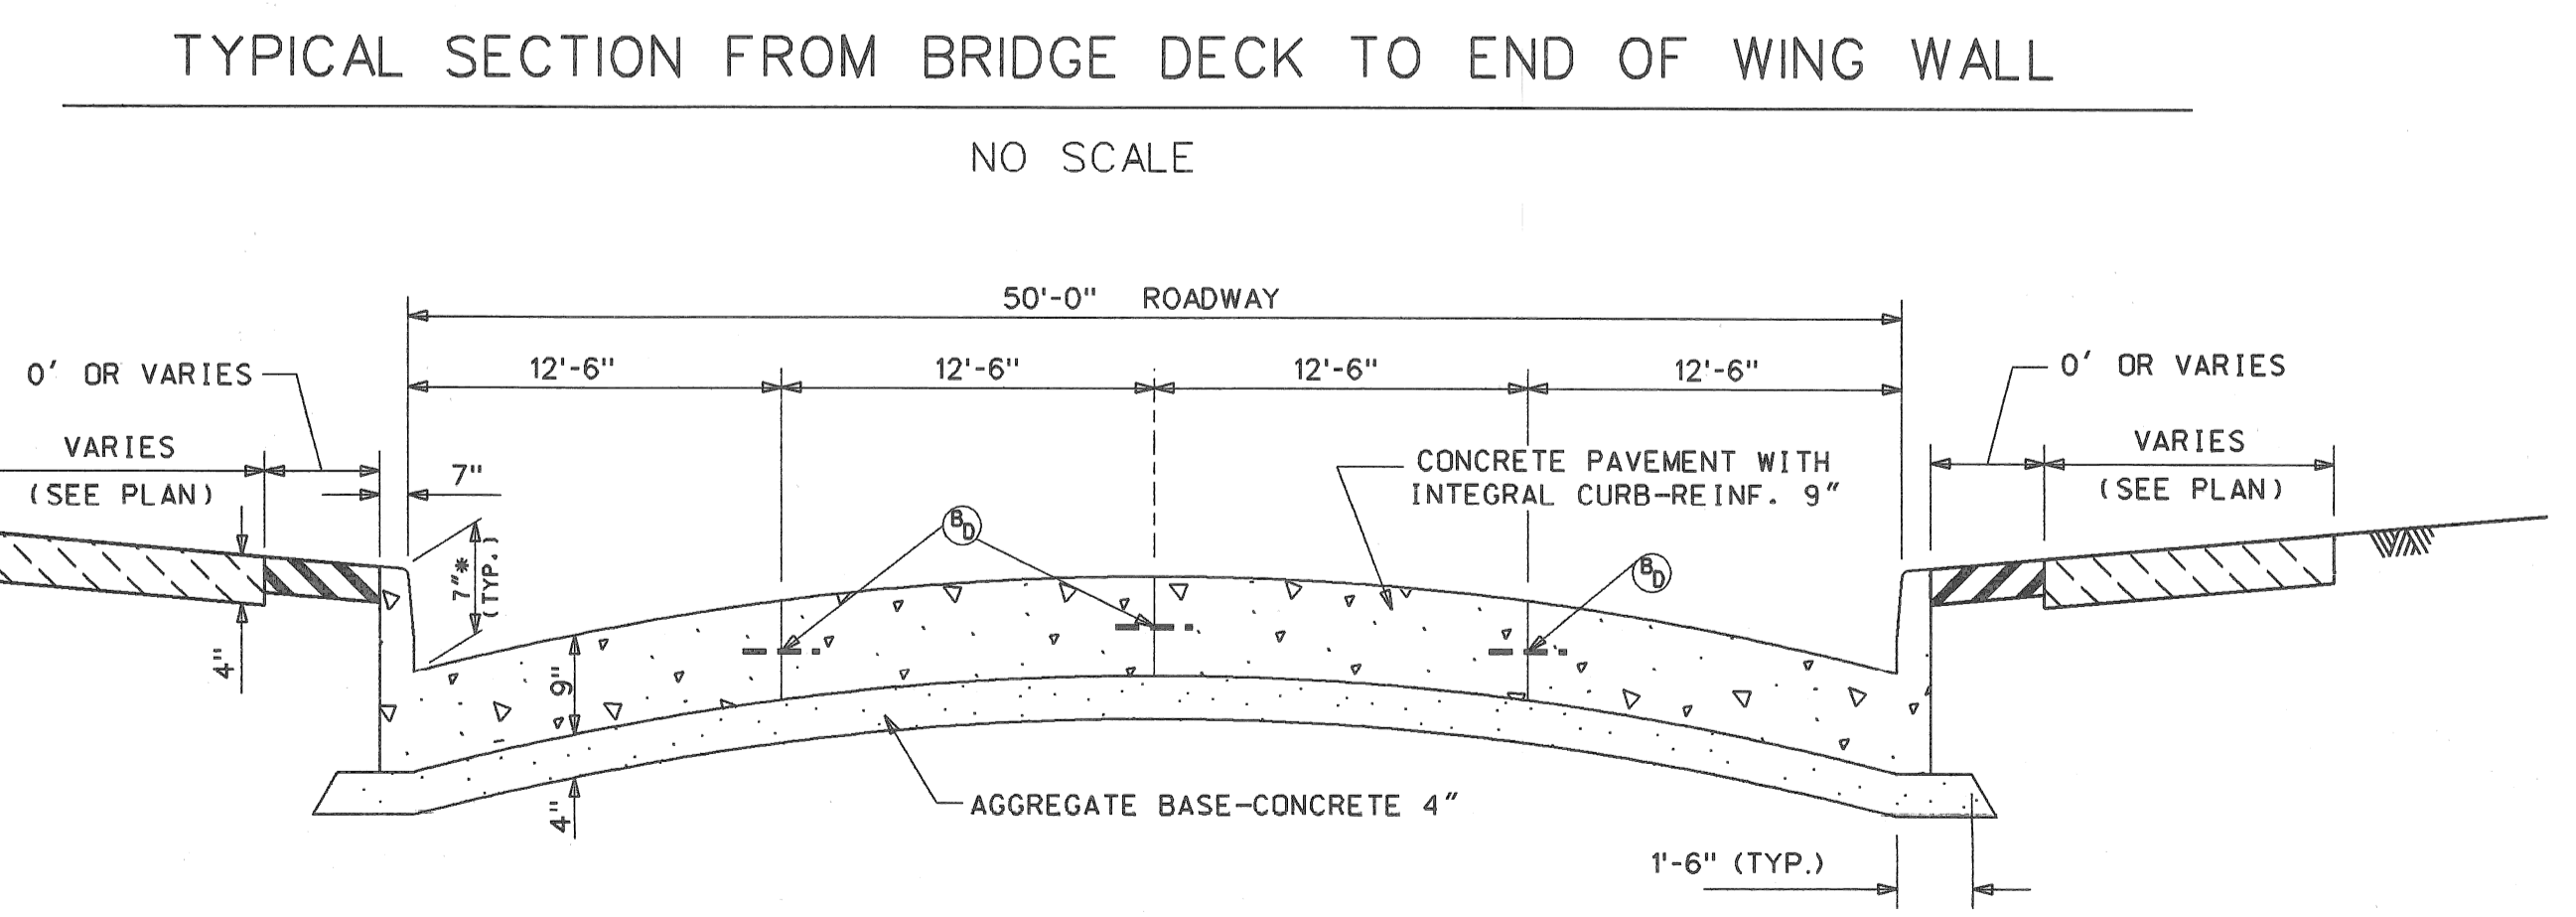 TYPICAL SECTION FROM BRIDGE DECK TO END OF WING WALL
NO SCALE
50'-0" ROADWAY
12'-6"
12'-6"
12'-6"
12'-6"
0' OR VARIES
0' OR VARIES
VARIES
(SEE PLAN)
7"
VARIES
(SEE PLAN)
CONCRETE PAVEMENT WITH
INTEGRAL CURB-REINF. 9"
BD
BD
7"*
(TYP.)
4"
9"
4"
AGGREGATE BASE-CONCRETE 4"
1'-6" (TYP.)